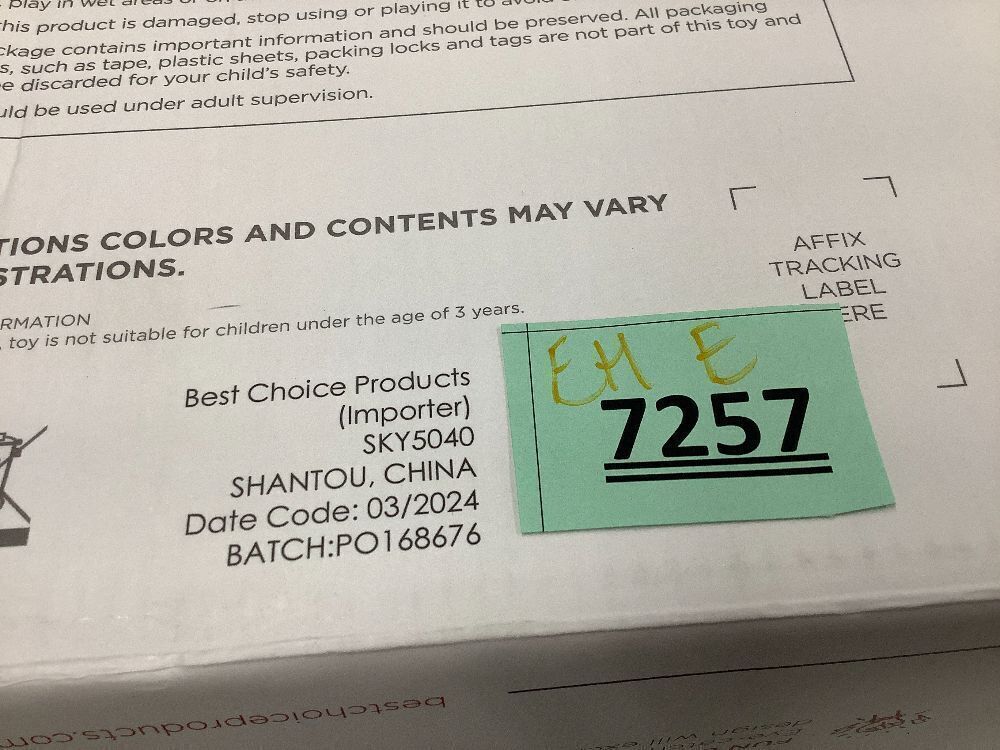 this product is damaged, stop using or playing it to
package contains important information and should be preserved. All packaging
s, such as tape, plastic sheets, packing locks and tags are not part of this toy and
e discarded for your child's safety.
uld be used under adult supervision.
TIONS COLORS AND CONTENTS MAY VARY
STRATIONS.
AFFIX
TRACKING
LABEL
ERE
RMATION
, toy is not suitable for children under the age of 3 years.
Best Choice Products
(Importer)
SKY5040
SHANTOU, CHINA
Date Code: 03/2024
BATCH:PO168676
EH E
7257
bestchoiceproducts.com